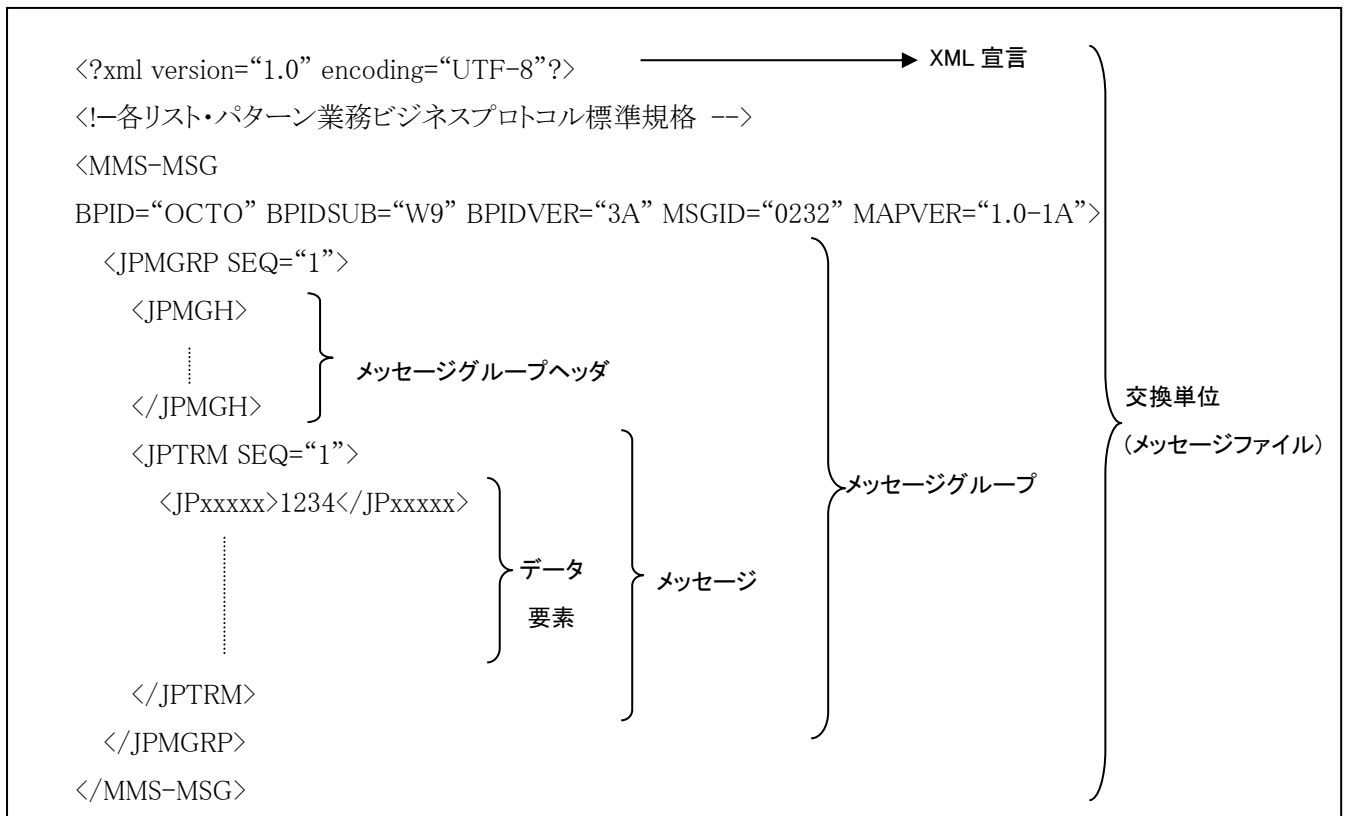 <?xml version=“1.0” encoding=“UTF-8”?> XML 宣言
<!—各リスト・パターン業務ビジネスプロトコル標準規格 -->
<MMS-MSG
BPID=“OCTO” BPIDSUB=“W9” BPIDVER=“3A” MSGID=“0232” MAPVER=“1.0-1A”>
<JPMGRP SEQ=“1”>
<JPMGH>
メッセージグループヘッダ
</JPMGH>
交換単位
(メッセージファイル)
<JPTRM SEQ=“1”>
<JPxxxxx>1234</JPxxxxx>
メッセージグループ
データ
要素
メッセージ
</JPTRM>
</JPMGRP>
</MMS-MSG>